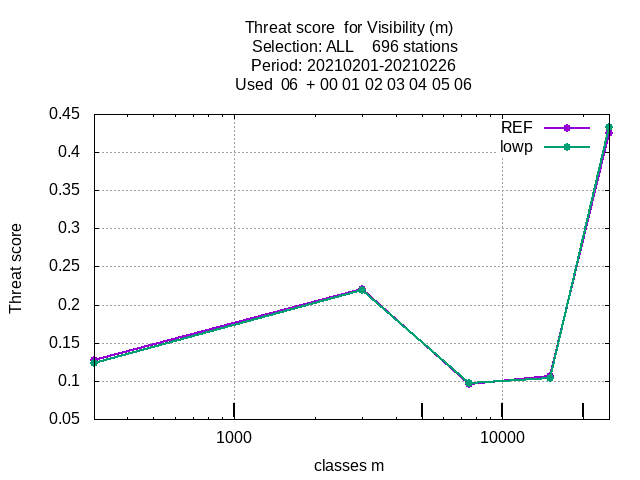 Threat score  for Visibility (m)
Selection: ALL    696 stations
Period: 20210201-20210226
Used  06  + 00 01 02 03 04 05 06
0.45
0.4
0.35
0.3
0.25
0.2
0.15
0.1
0.05
Threat score
REF
lowp
1000
10000
classes m